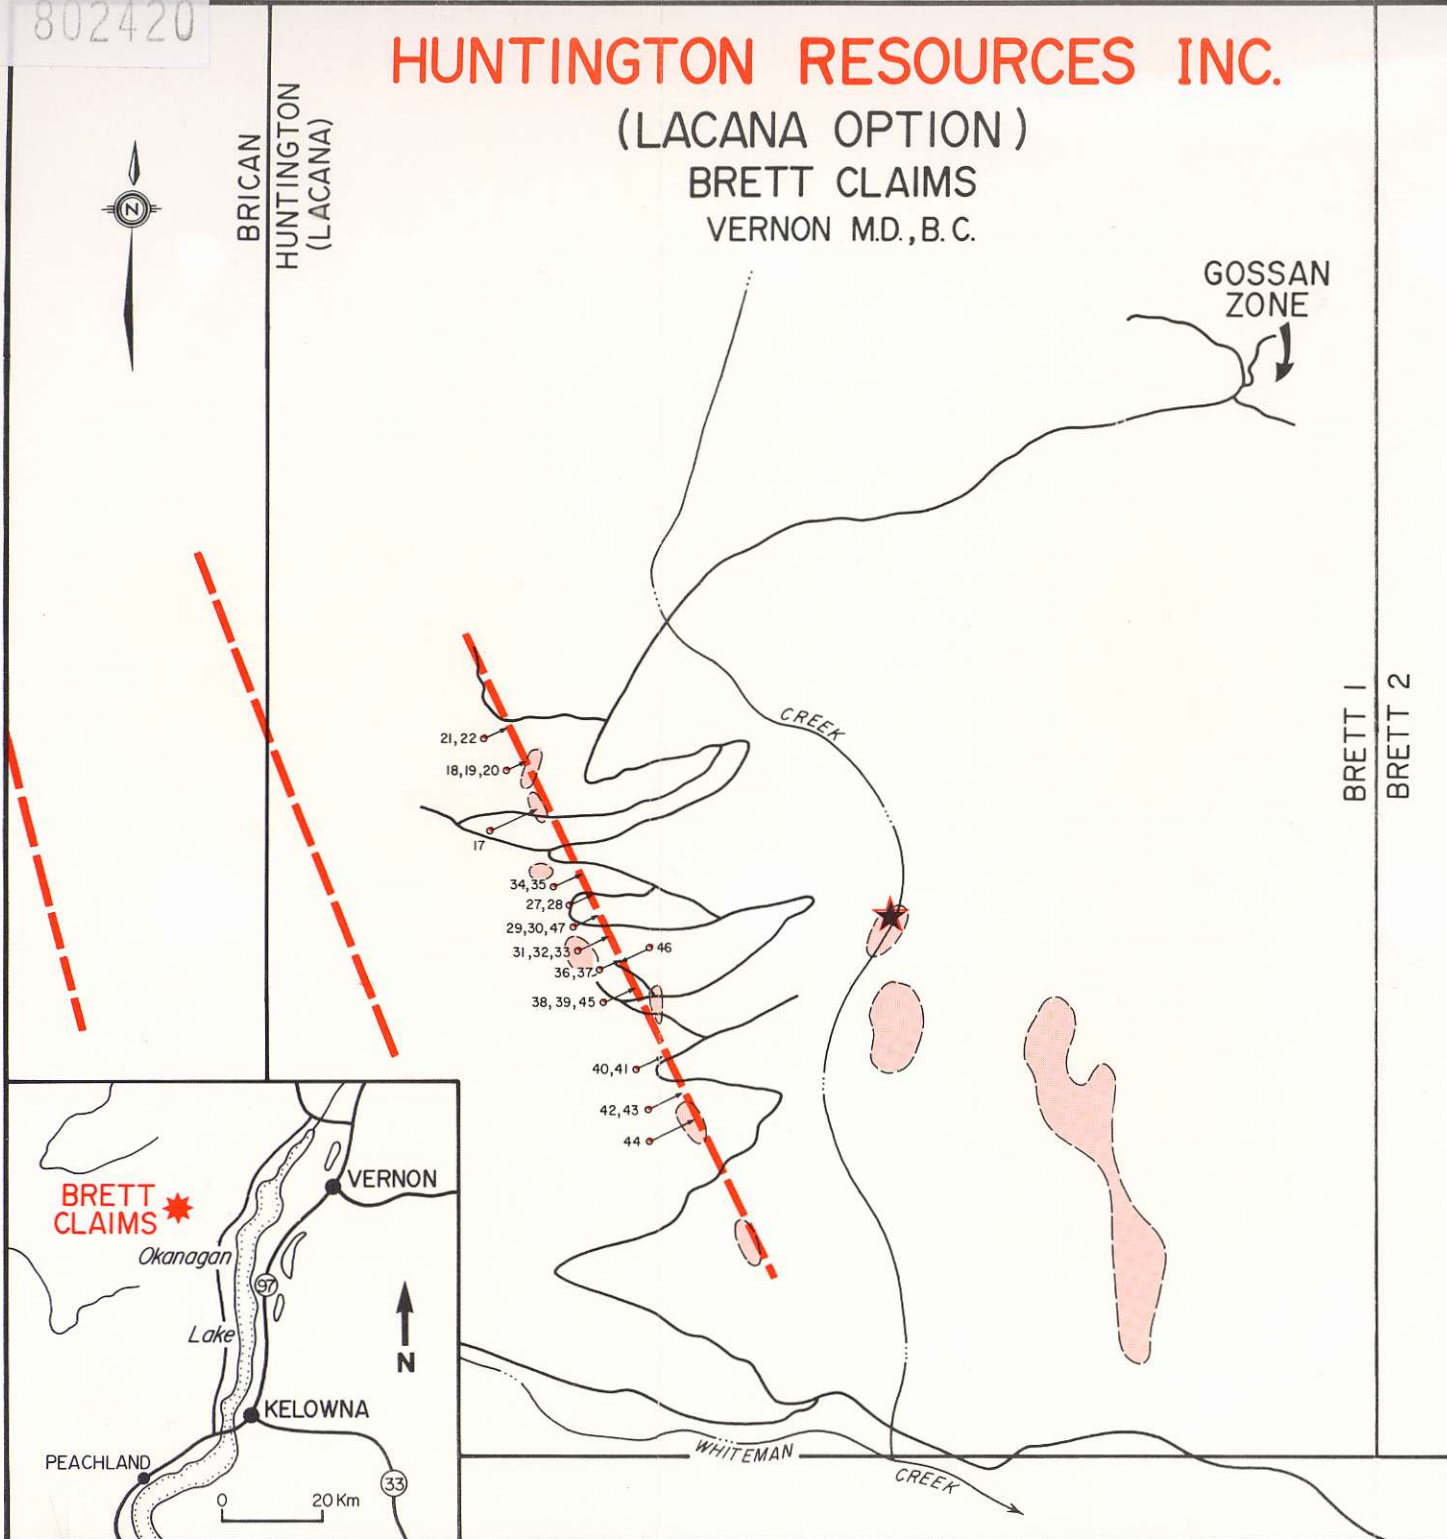 802420
HUNTINGTON RESOURCES INC.
(LACANA OPTION)
BRETT CLAIMS
VERNON M.D., B.C.
BRICAN
HUNTINGTON
(LACANA)
N
GOSSAN
ZONE
CREEK
BRETT 1
BRETT 2
21,22
18,19,20
17
34,35
27,28
29,30,47
31,32,33
46
36,37
38,39,45
40,41
42,43
44
VERNON
BRETT
CLAIMS
Okanagan
97
Lake
N
KELOWNA
PEACHLAND
33
0 20 Km
WHITEMAN
CREEK